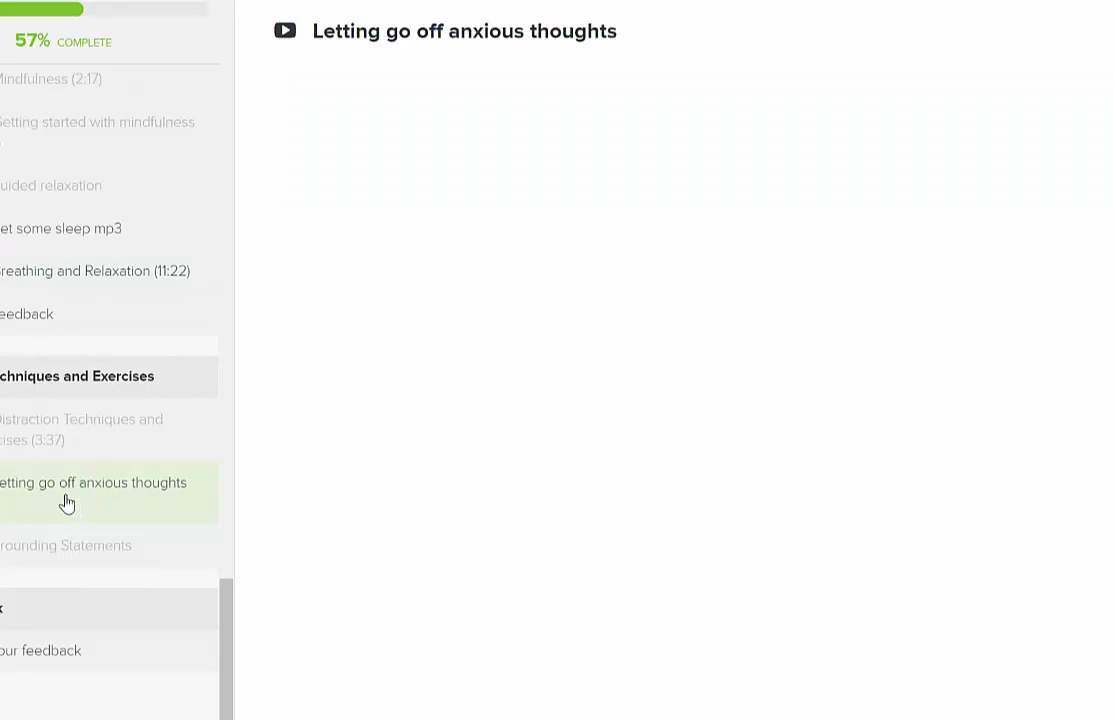 57% COMPLETE
Mindfulness (2:17)
Getting started with mindfulness
uided relaxation
et some sleep mp3
reathing and Relaxation (11:22)
eedback
chniques and Exercises
Distraction Techniques and
cises (3:37)
etting go off anxious thoughts
rounding Statements
k
our feedback
Letting go off anxious thoughts